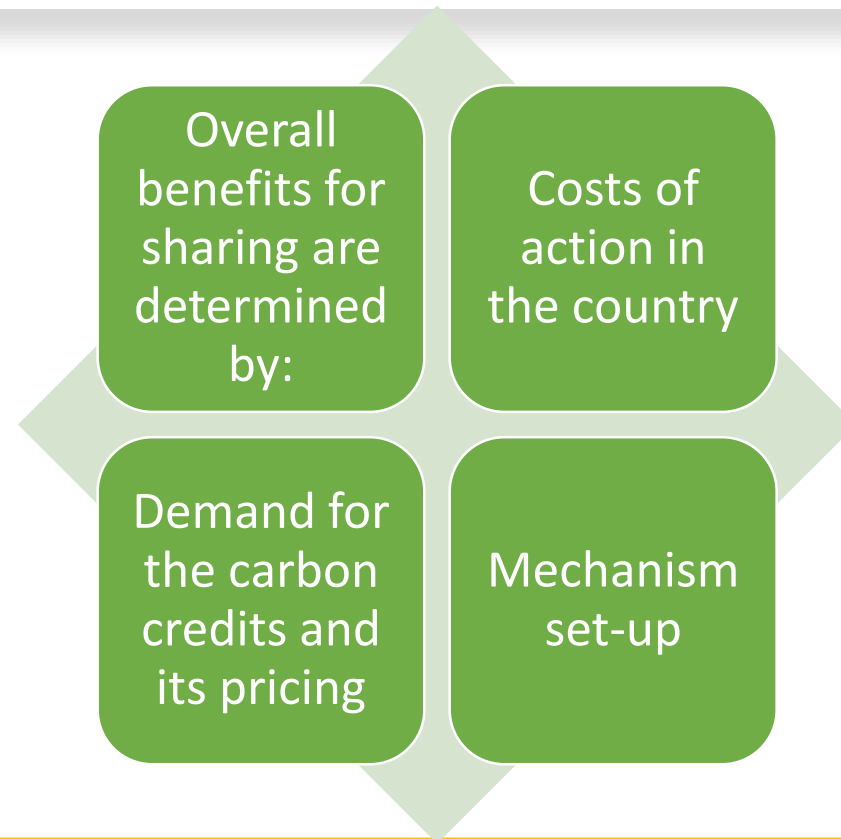 Overall
benefits for
sharing are
determined
by:
Costs of
action in
the country
Demand for
the carbon
credits and
its pricing
Mechanism
set-up